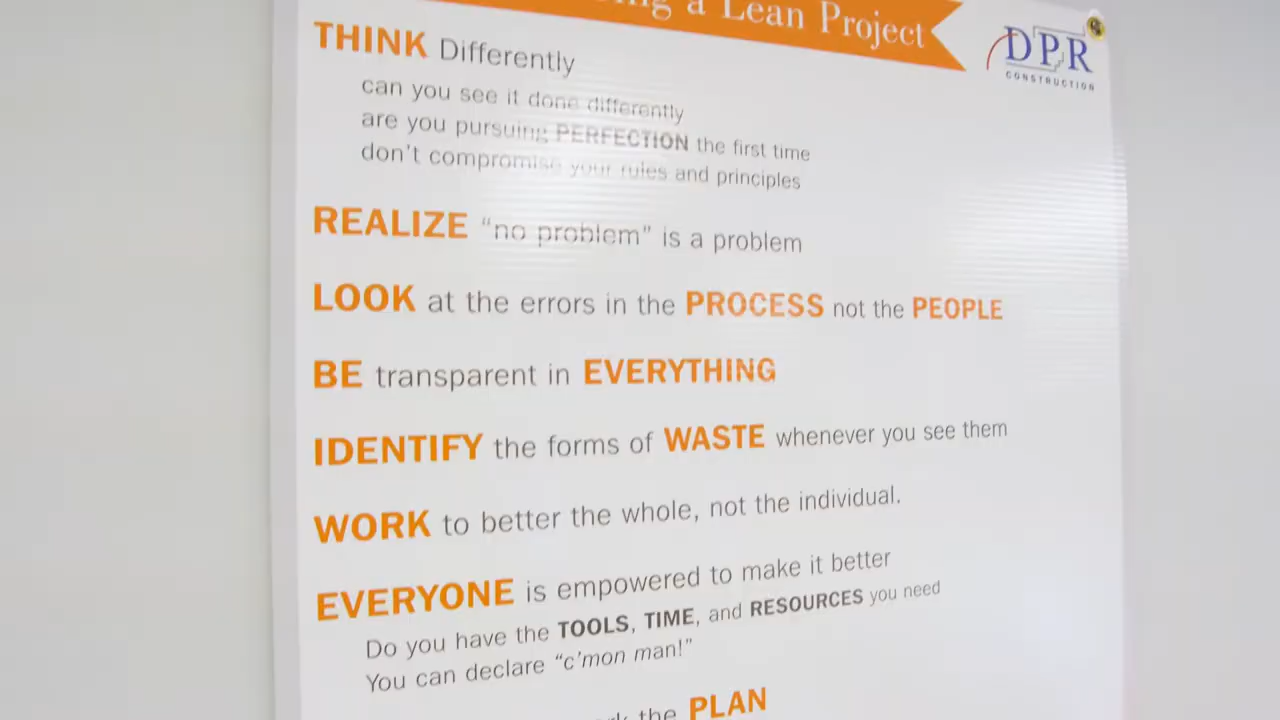 a Lean Project
DPR
CONSTRUCTION
THINK Differently
can you see it done differently
are you pursuing PERFECTION the first time
don't compromise your rules and principles
REALIZE "no problem" is a problem
LOOK at the errors in the PROCESS not the PEOPLE
BE transparent in EVERYTHING
IDENTIFY the forms of WASTE whenever you see them
WORK to better the whole, not the individual.
EVERYONE is empowered to make it better
Do you have the TOOLS, TIME, and RESOURCES you need
You can declare "c'mon man!"
the PLAN